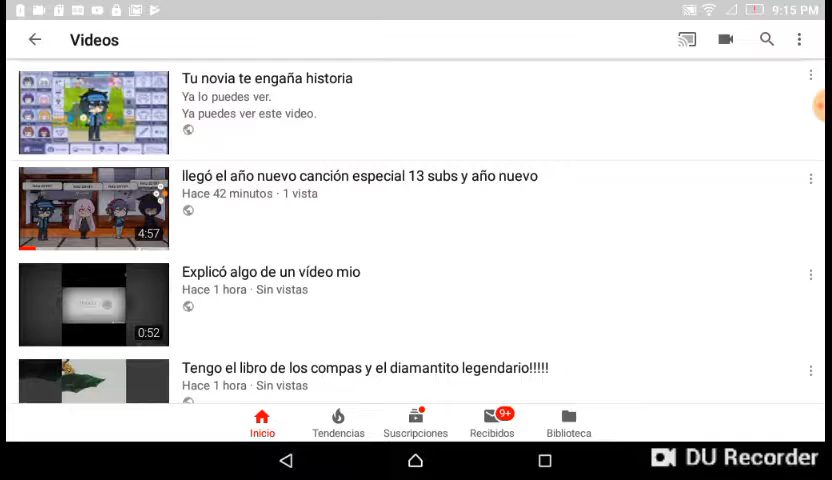 9:15 PM
Videos
Tu novia te engaña historia
Ya lo puedes ver.
Ya puedes ver este video.
llegó el año nuevo canción especial 13 subs y año nuevo
Hace 42 minutos · 1 vista
4:57
Explicó algo de un vídeo mio
Hace 1 hora · Sin vistas
0:52
Tengo el libro de los compas y el diamantito legendario!!!!!
Hace 1 hora · Sin vistas
9+
Inicio
Tendencias
Suscripciones
Recibidos
Biblioteca
DU Recorder